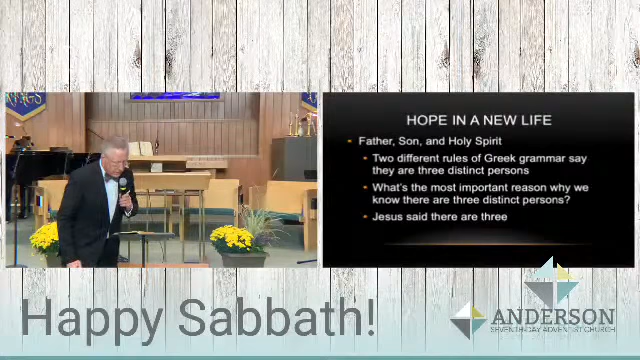 HOPE IN A NEW LIFE
Father, Son, and Holy Spirit
Two different rules of Greek grammar say
they are three distinct persons
What's the most important reason why we
know there are three distinct persons?
Jesus said there are three
Happy Sabbath!
ANDERSON
SEVENTH-DAY ADVENTIST CHURCH